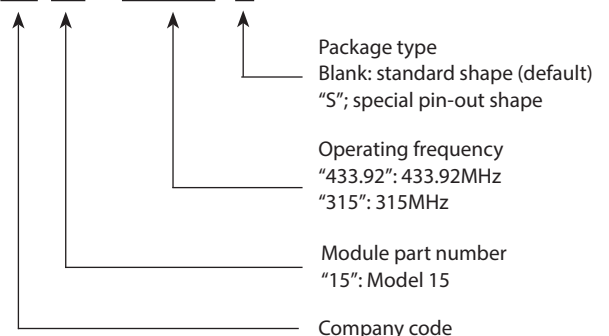 Package type
Blank: standard shape (default)
“S”; special pin-out shape
Operating frequency
“433.92”: 433.92MHz
“315”: 315MHz
Module part number
“15”: Model 15
Company code